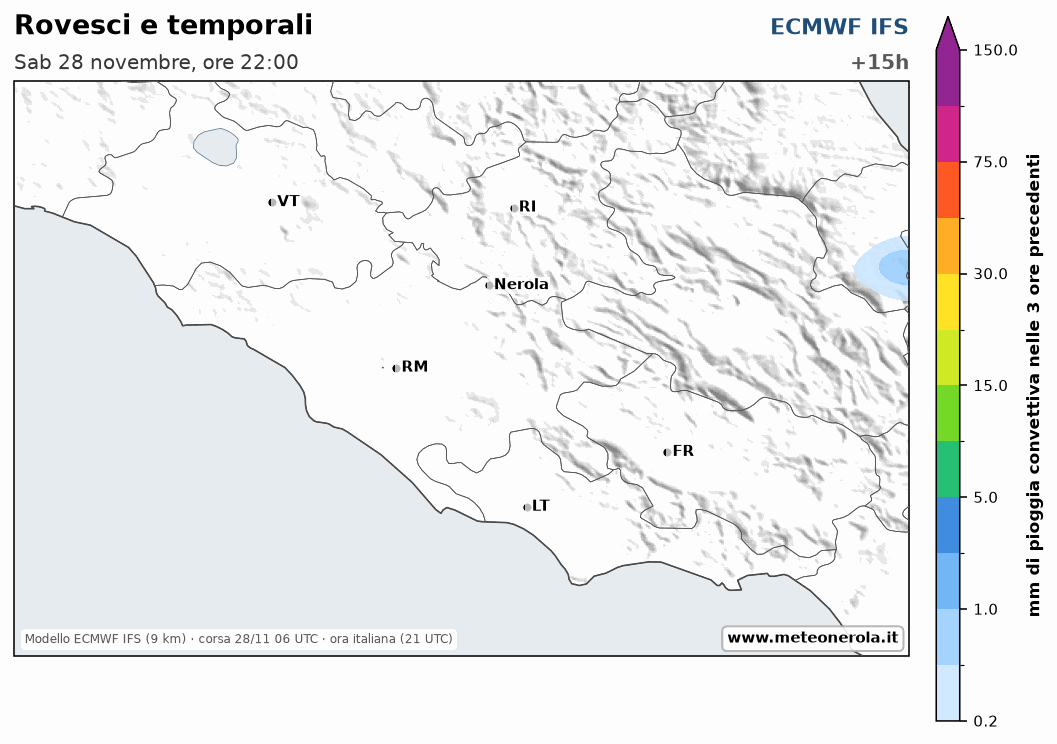 Rovesci e temporali
ECMWF IFS
Sab 28 novembre, ore 22:00
+15h
150.0
75.0
30.0
15.0
5.0
1.0
0.2
mm di pioggia convettiva nelle 3 ore precedenti
VT
RI
Nerola
RM
FR
LT
Modello ECMWF IFS (9 km) · corsa 28/11 06 UTC · ora italiana (21 UTC)
www.meteonerola.it